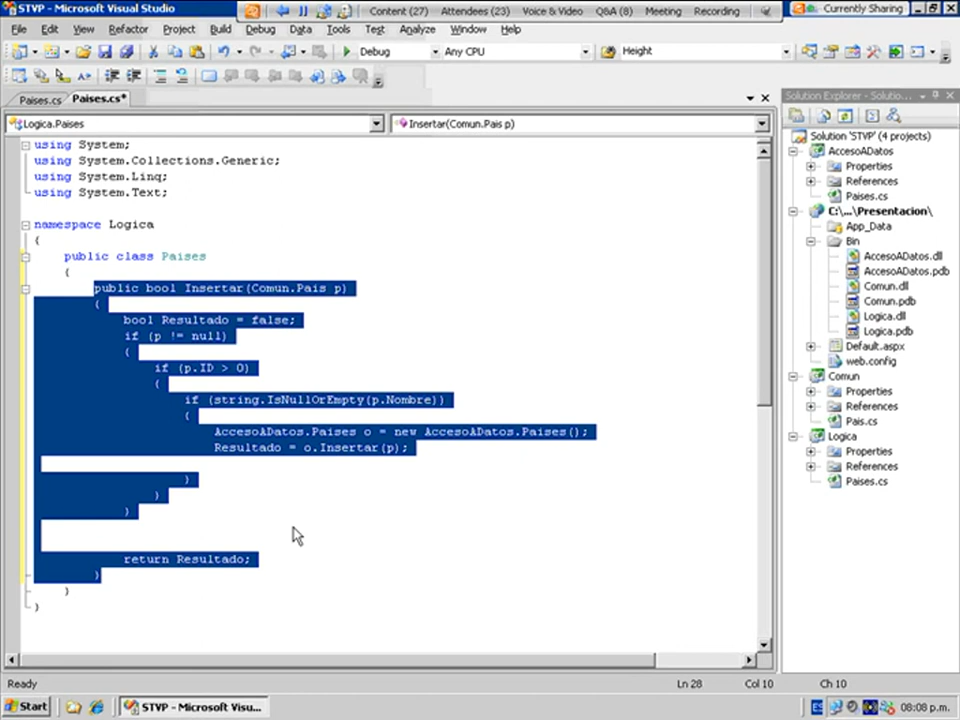 STVP - Microsoft Visual Studio
Content (27) Attendees (23) Voice & Video Q&A (8) Meeting Recording
Currently Sharing
File Edit View Refactor Project Build Debug Data Tools Test Analyze Window Help
Debug Any CPU Height
Paises.cs Paises.cs*
Solution Explorer - Solutio...
Logica.Paises Insertar(Comun.Pais p)
using System;
using System.Collections.Generic;
using System.Linq;
using System.Text;
namespace Logica
{
public class Paises
{
public bool Insertar(Comun.Pais p)
{
bool Resultado = false;
if (p != null)
{
if (p.ID > 0)
{
if (string.IsNullOrEmpty(p.Nombre))
{
AccesoADatos.Paises o = new AccesoADatos.Paises();
Resultado = o.Insertar(p);
}
}
}
return Resultado;
}
}
}
Solution 'STVP' (4 projects)
AccesoADatos
Properties
References
Paises.cs
C:\...\Presentacion\
App_Data
Bin
AccesoADatos.dll
AccesoADatos.pdb
Comun.dll
Comun.pdb
Logica.dll
Logica.pdb
Default.aspx
web.config
Comun
Properties
References
Pais.cs
Logica
Properties
References
Paises.cs
Ready Ln 28 Col 10 Ch 10
Start STVP - Microsoft Visu... ES 08:08 p.m.